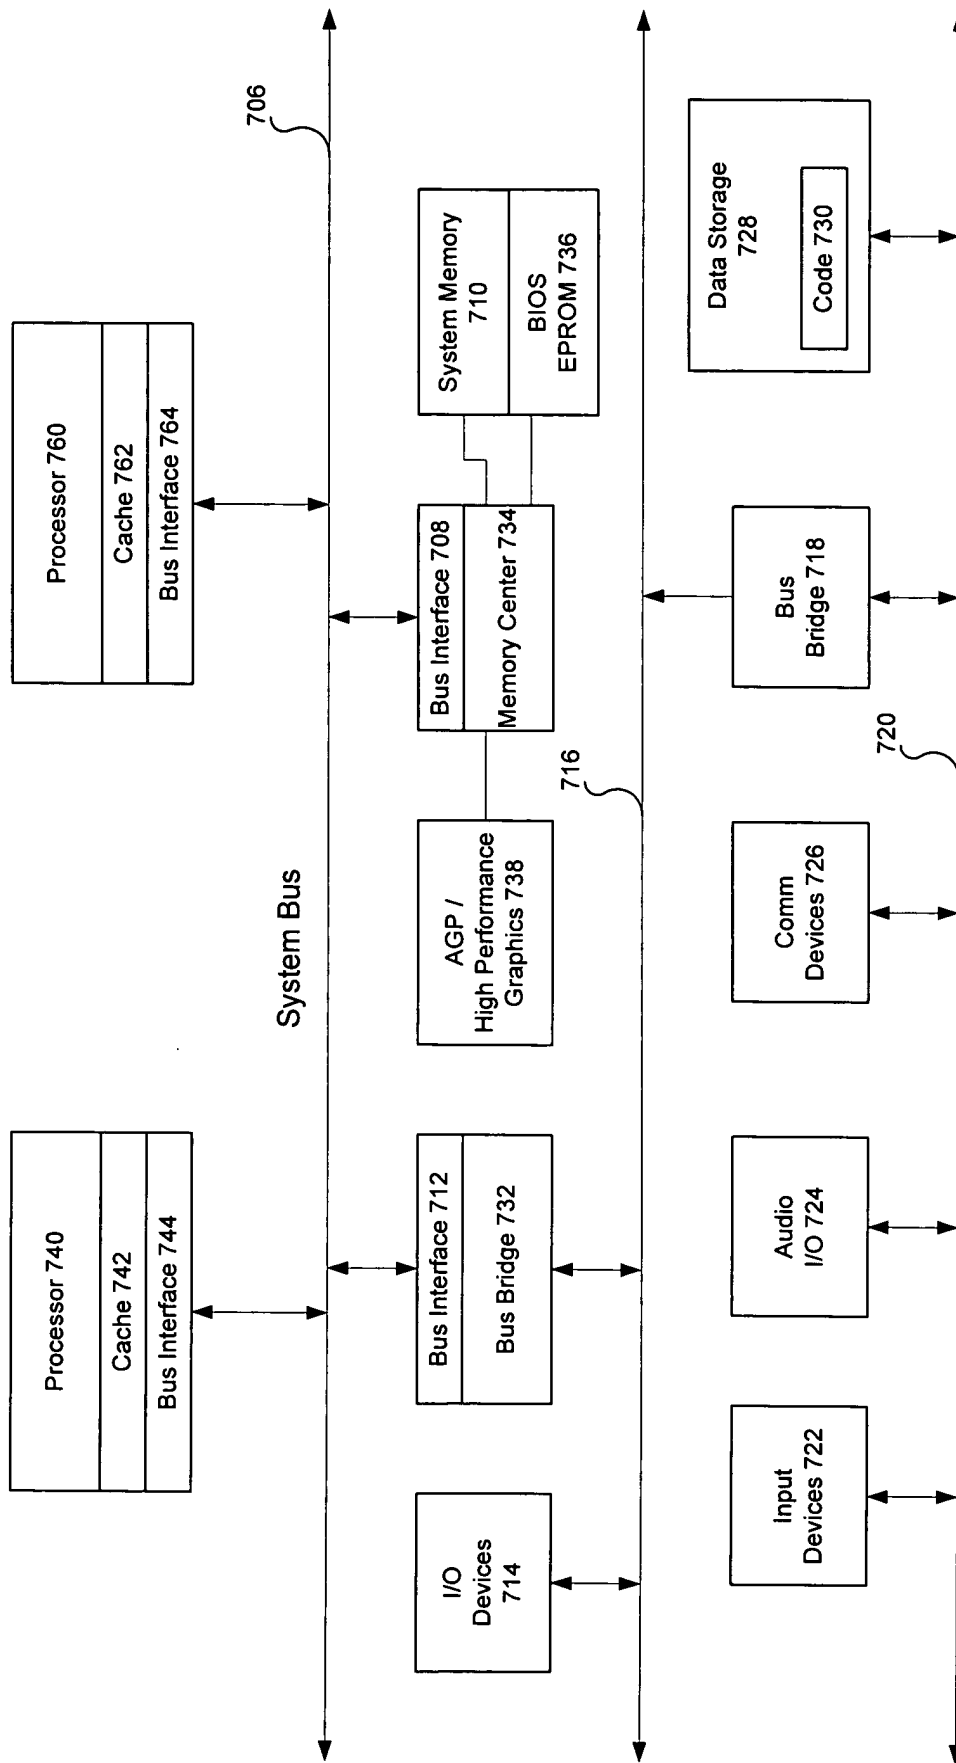 Processor 740
Cache 742
Bus Interface 744
Processor 760
Cache 762
Bus Interface 764
System Bus
706
I/O
Devices
714
Bus Interface 712
Bus Bridge 732
AGP /
High Performance
Graphics 738
Bus Interface 708
Memory Center 734
System Memory
710
BIOS
EPROM 736
716
Input
Devices 722
Audio
I/O 724
Comm
Devices 726
720
Bus
Bridge 718
Data Storage
728
Code 730